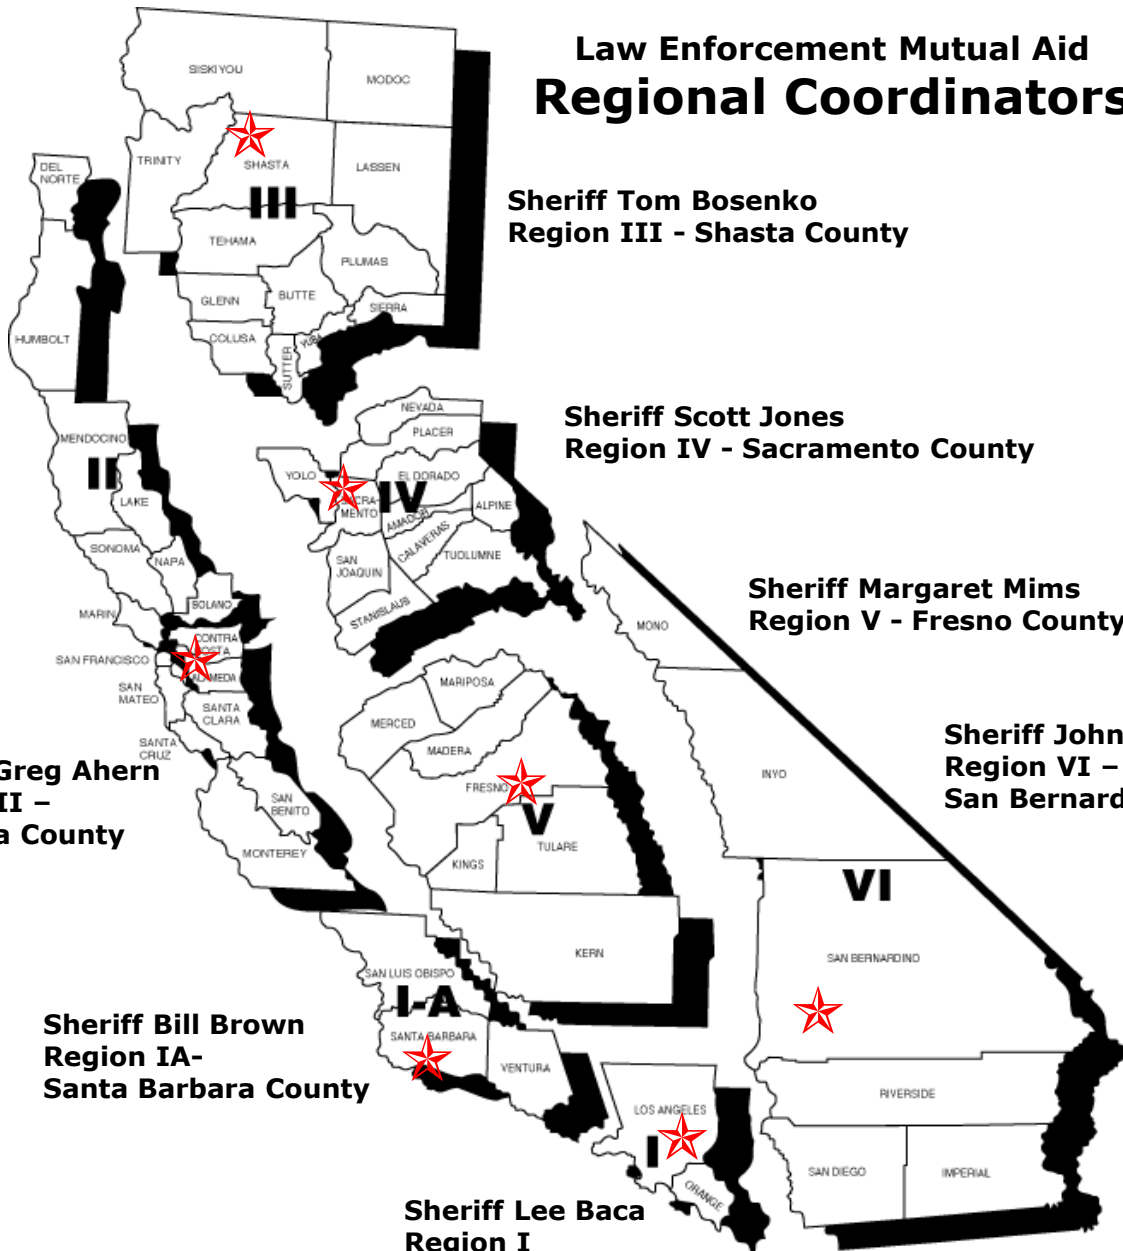 Law Enforcement Mutual Aid
Regional Coordinators
SISKIYOU
MODOC
TRINITY
SHASTA
LASSEN
III
DEL
NORTE
Sheriff Tom Bosenko
Region III - Shasta County
TEHAMA
PLUMAS
GLENN
BUTTE
SIERRA
HUMBOLT
COLUSA
YUBA
SUTTER
Sheriff Scott Jones
Region IV - Sacramento County
NEVADA
PLACER
MENDOCINO
II
YOLO
EL DORADO
IV
LAKE
SACRA-
MENTO
AMADOR
ALPINE
SONOMA
NAPA
CALAVERAS
TUOLUMNE
SAN
JOAQUIN
STANISLAUS
SOLANO
MARIN
Sheriff Margaret Mims
Region V - Fresno County
MONO
CONTRA
COSTA
SAN FRANCISCO
ALAMEDA
SAN
MATEO
SANTA
CLARA
SANTA
CRUZ
MARIPOSA
MERCED
MADERA
FRESNO
V
INYO
Sheriff John
Region VI –
San Bernard
Greg Ahern
II –
a County
SAN
BENITO
MONTEREY
TULARE
KINGS
VI
KERN
SAN BERNARDINO
SAN LUIS OBISPO
I-A
SANTA BARBARA
VENTURA
Sheriff Bill Brown
Region IA-
Santa Barbara County
RIVERSIDE
LOS ANGELES
I
ORANGE
SAN DIEGO
IMPERIAL
Sheriff Lee Baca
Region I